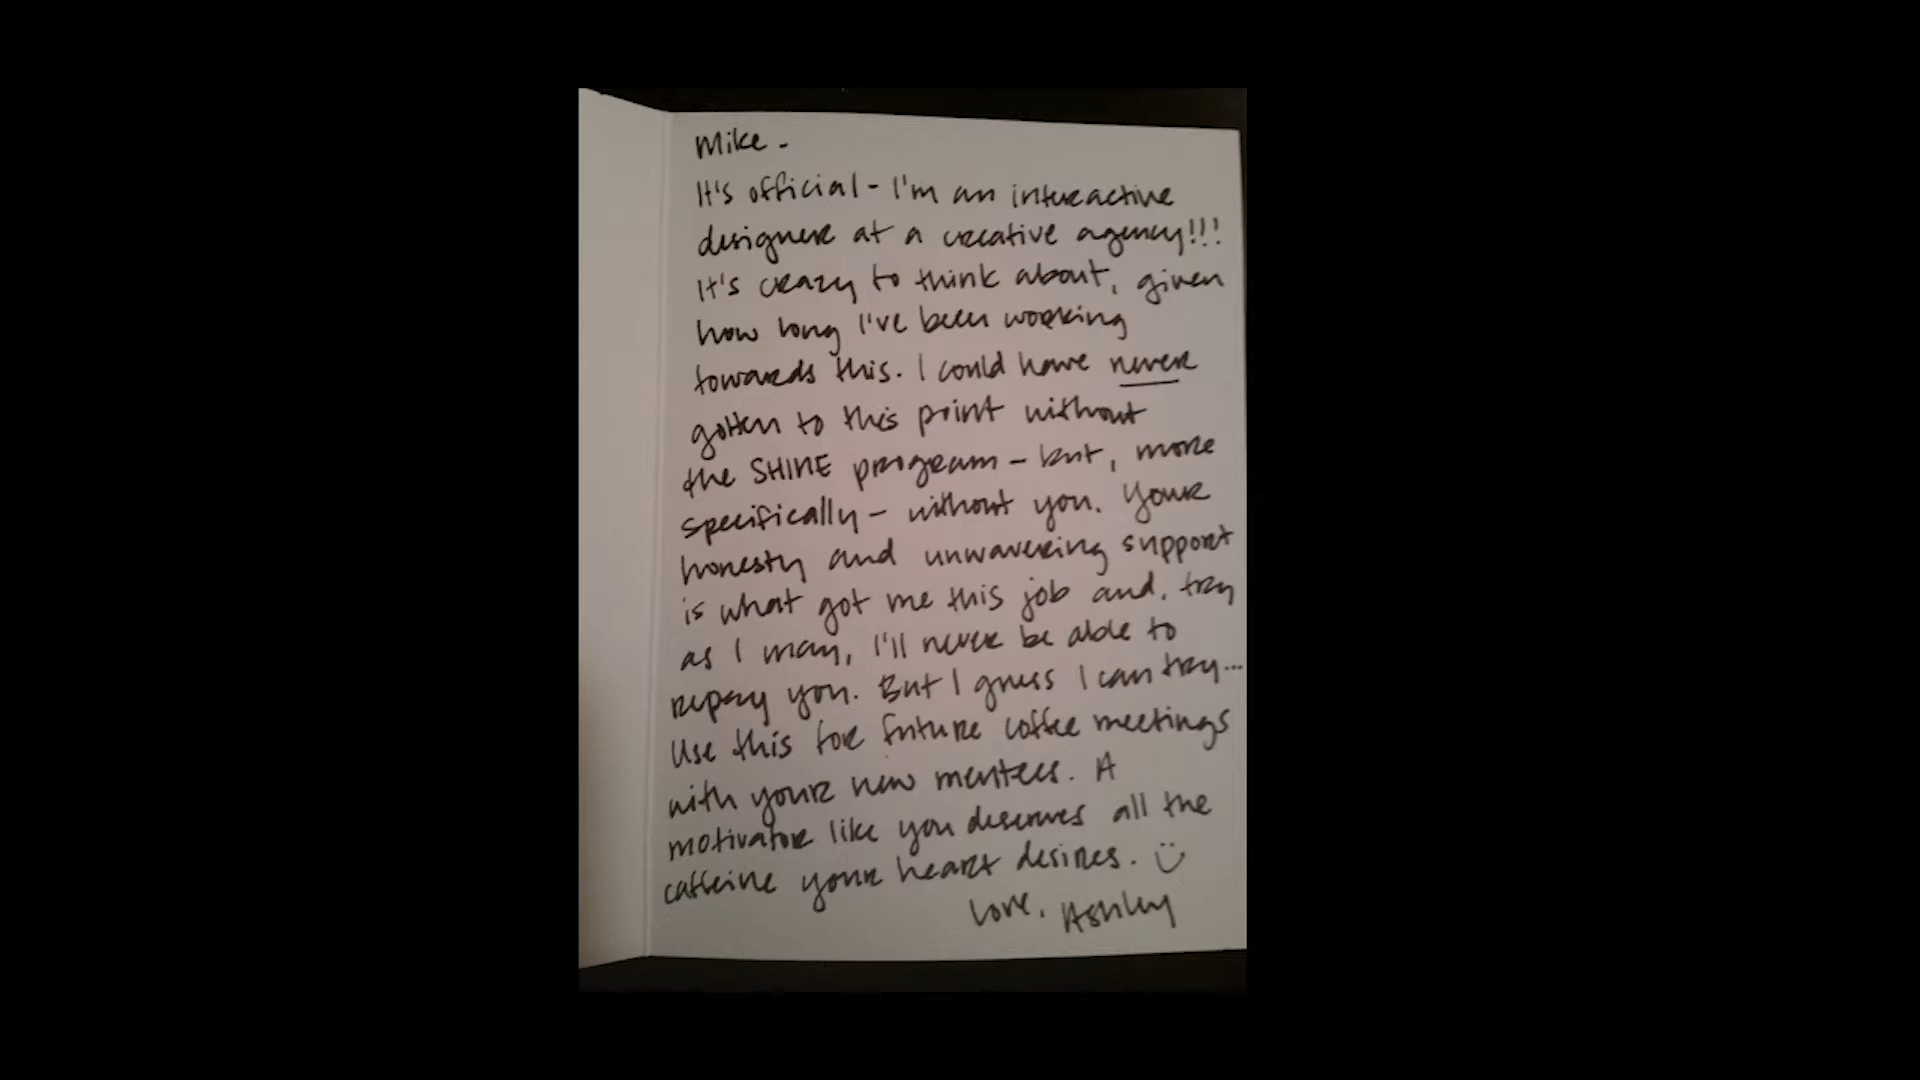 Mike -
It's official - I'm an interactive
designer at a creative agency!!!
It's crazy to think about, given
how long I've been working
towards this. I could have never
gotten to this point without
the SHINE program - but, more
specifically - without you. Your
honesty and unwavering support
is what got me this job and, try
as I may, I'll never be able to
repay you. But I guess I can try...
Use this for future coffee meetings
with your new mentees. A
motivator like you deserves all the
caffeine your heart desires. :)
Love, Ashley